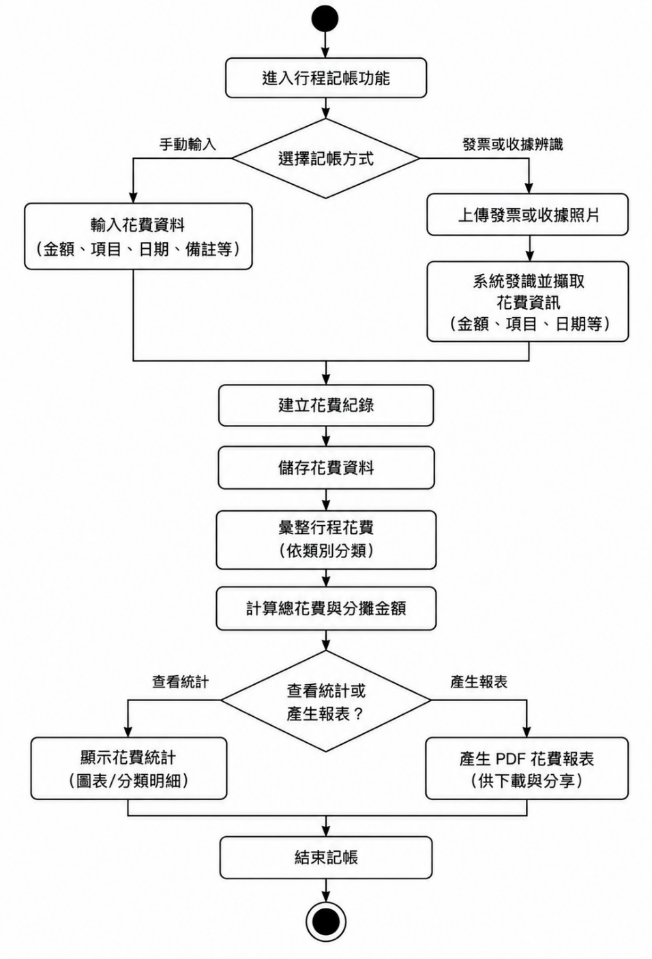 進入行程記帳功能
選擇記帳方式
手動輸入
發票或收據辨識
輸入花費資料
（金額、項目、日期、備註等）
上傳發票或收據照片
系統發識並攝取
花費資訊
（金額、項目、日期等）
建立花費紀錄
儲存花費資料
彙整行程花費
（依類別分類）
計算總花費與分攤金額
查看統計或
產生報表？
查看統計
產生報表
顯示花費統計
（圖表/分類明細）
產生 PDF 花費報表
（供下載與分享）
結束記帳